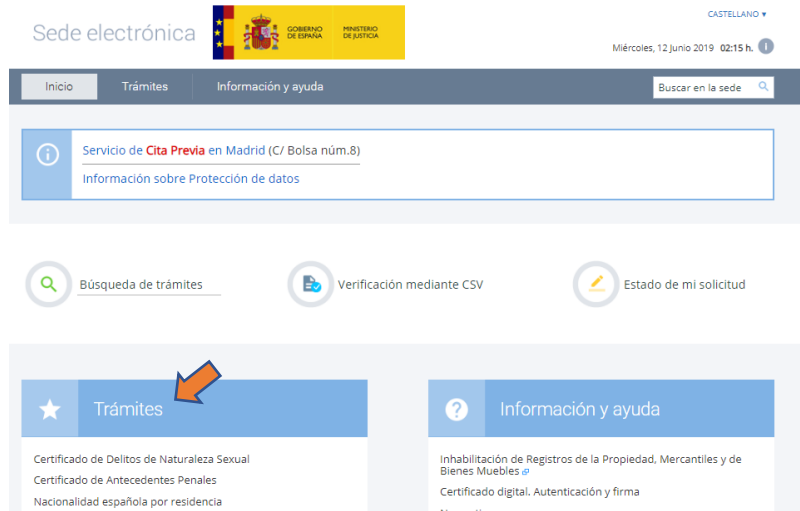 CASTELLANO
Sede electrónica
GOBIERNO DE ESPAÑA
MINISTERIO DE JUSTICIA
Miércoles, 12 Junio 2019 02:15 h.
Inicio
Trámites
Información y ayuda
Buscar en la sede
Servicio de Cita Previa en Madrid (C/ Bolsa núm.8)
Información sobre Protección de datos
Búsqueda de trámites
Verificación mediante CSV
Estado de mi solicitud
Trámites
Certificado de Delitos de Naturaleza Sexual
Certificado de Antecedentes Penales
Nacionalidad española por residencia
Información y ayuda
Inhabilitación de Registros de la Propiedad, Mercantiles y de
Bienes Muebles
Certificado digital. Autenticación y firma